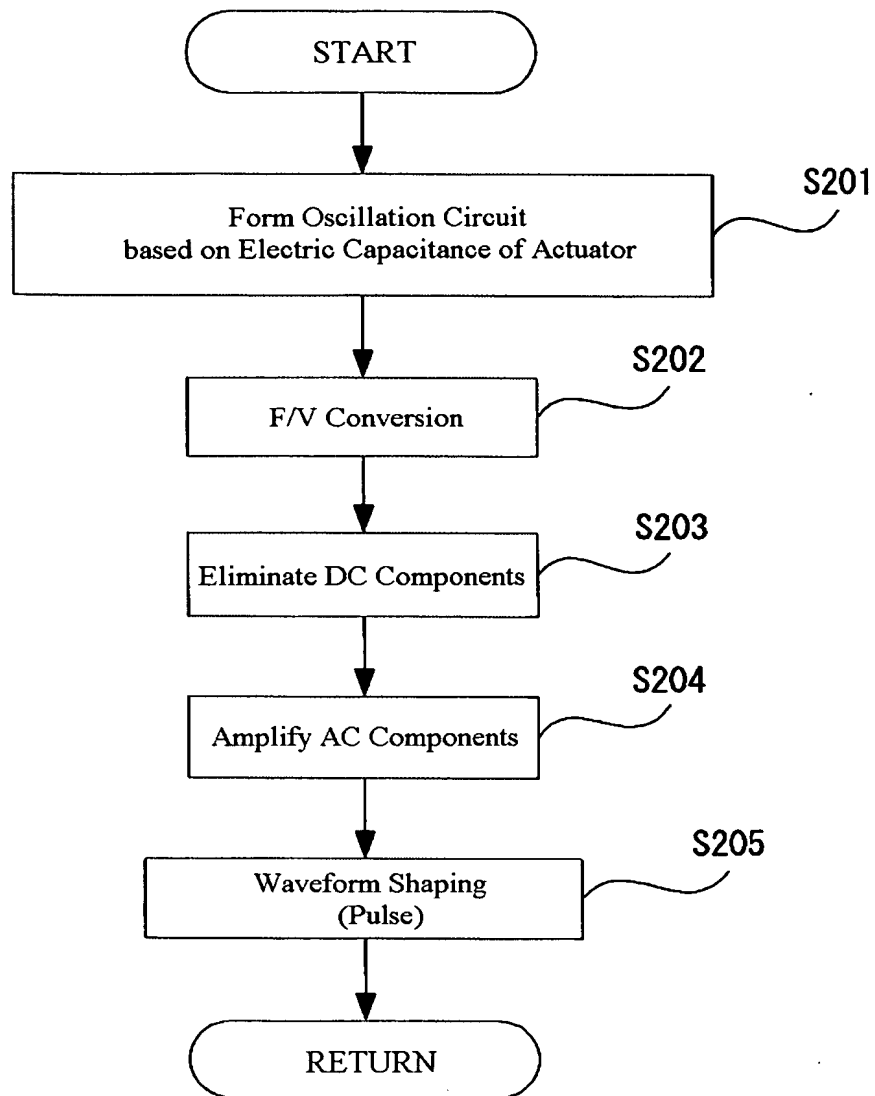 START
S201
Form Oscillation Circuit
based on Electric Capacitance of Actuator
S202
F/V Conversion
S203
Eliminate DC Components
S204
Amplify AC Components
S205
Waveform Shaping
(Pulse)
RETURN